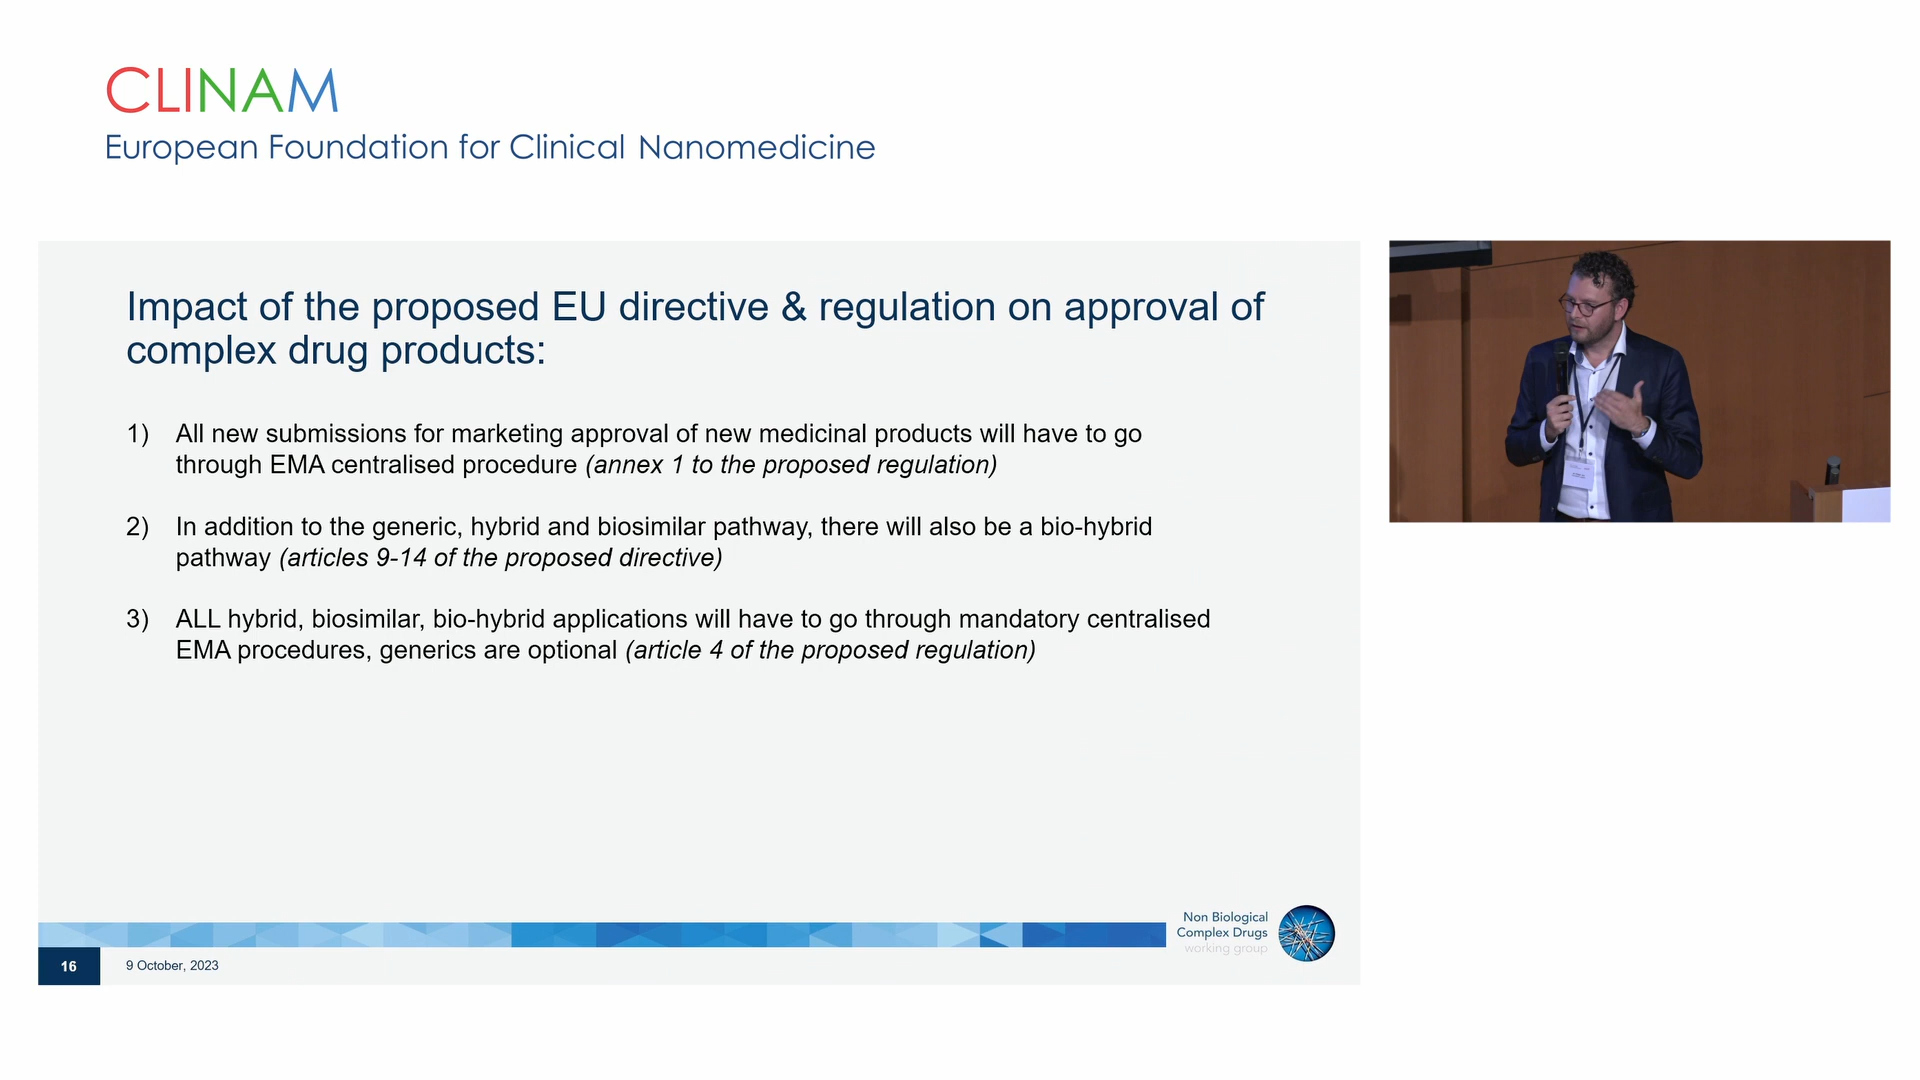 CLINAM
European Foundation for Clinical Nanomedicine
Impact of the proposed EU directive & regulation on approval of
complex drug products:
1) All new submissions for marketing approval of new medicinal products will have to go
through EMA centralised procedure (annex 1 to the proposed regulation)
2) In addition to the generic, hybrid and biosimilar pathway, there will also be a bio-hybrid
pathway (articles 9-14 of the proposed directive)
3) ALL hybrid, biosimilar, bio-hybrid applications will have to go through mandatory centralised
EMA procedures, generics are optional (article 4 of the proposed regulation)
Non Biological
Complex Drugs
working group
16
9 October, 2023